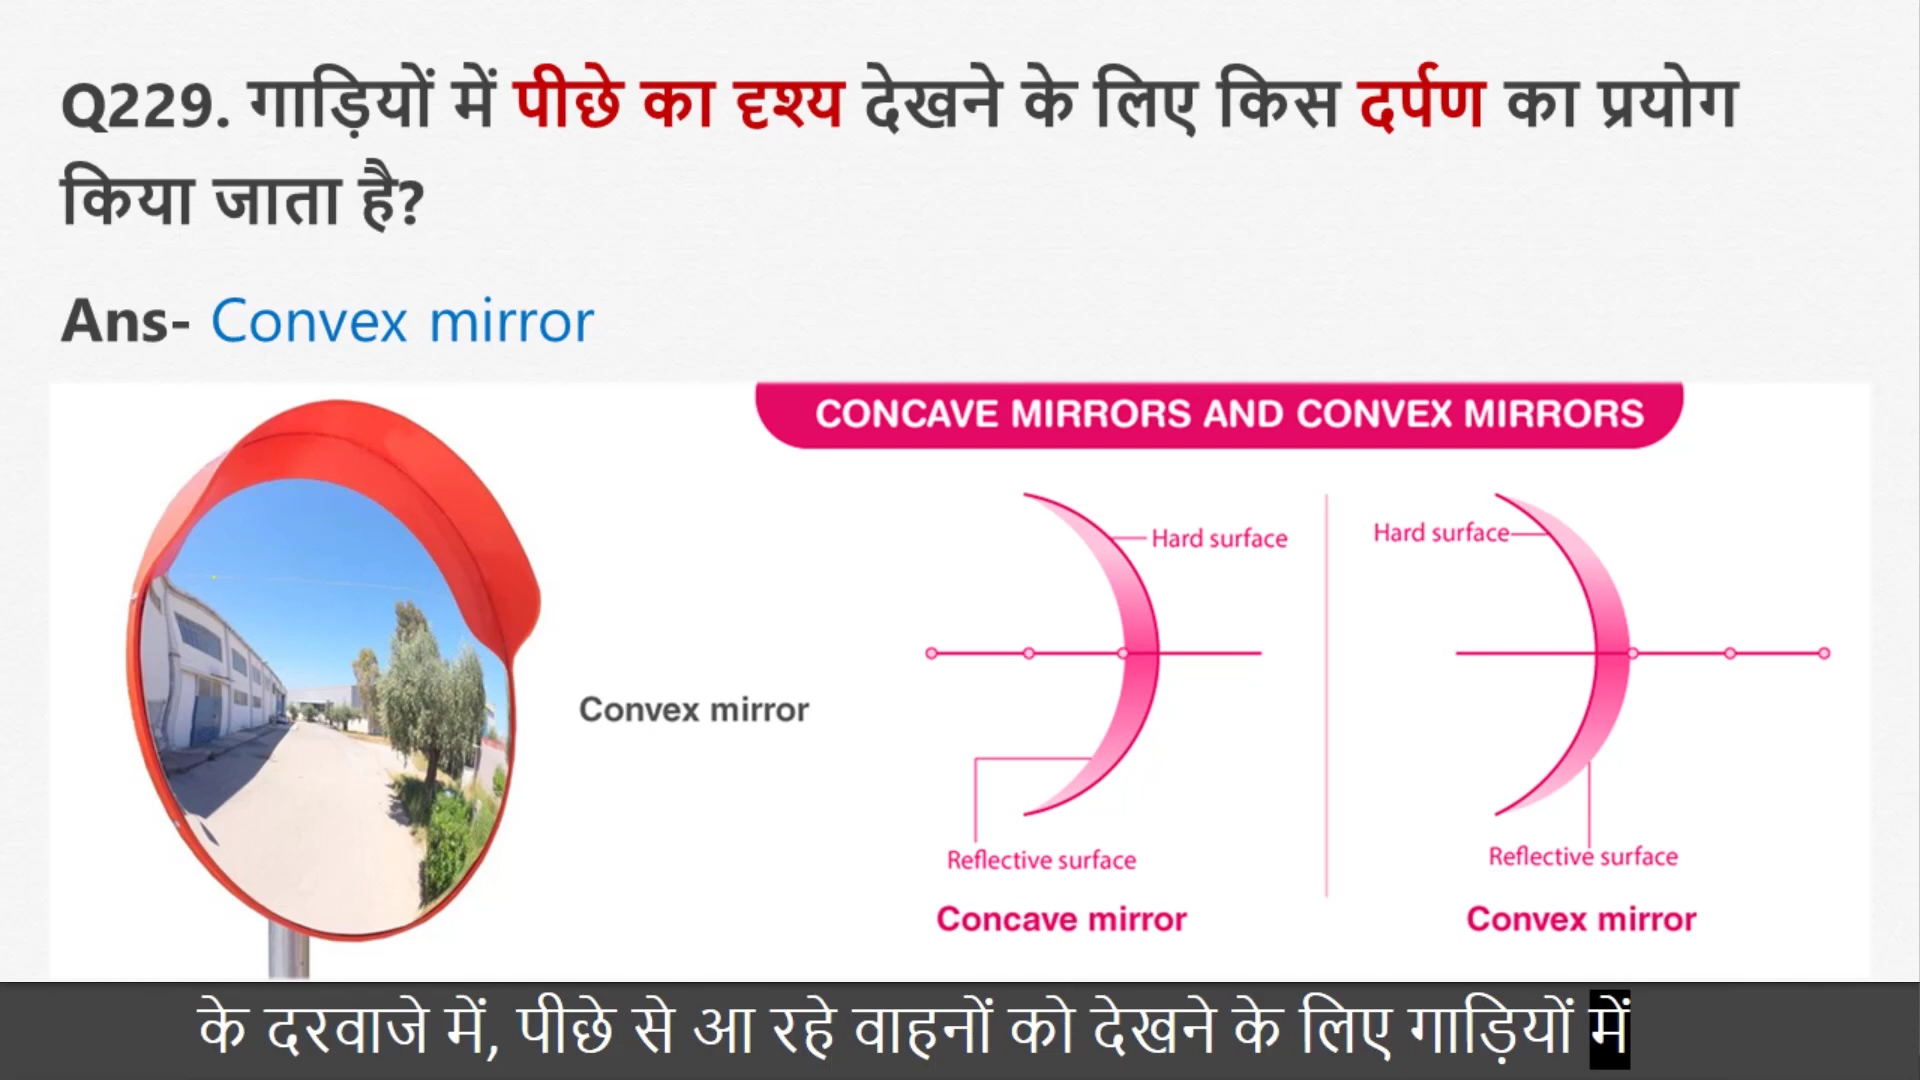 Q229. गाड़ियों में पीछे का दृश्य देखने के लिए किस दर्पण का प्रयोग
किया जाता है?
Ans- Convex mirror
CONCAVE MIRRORS AND CONVEX MIRRORS
Hard surface
Hard surface
Convex mirror
Reflective surface
Reflective surface
Concave mirror
Convex mirror
के दरवाजे में, पीछे से आ रहे वाहनों को देखने के लिए गाड़ियों में